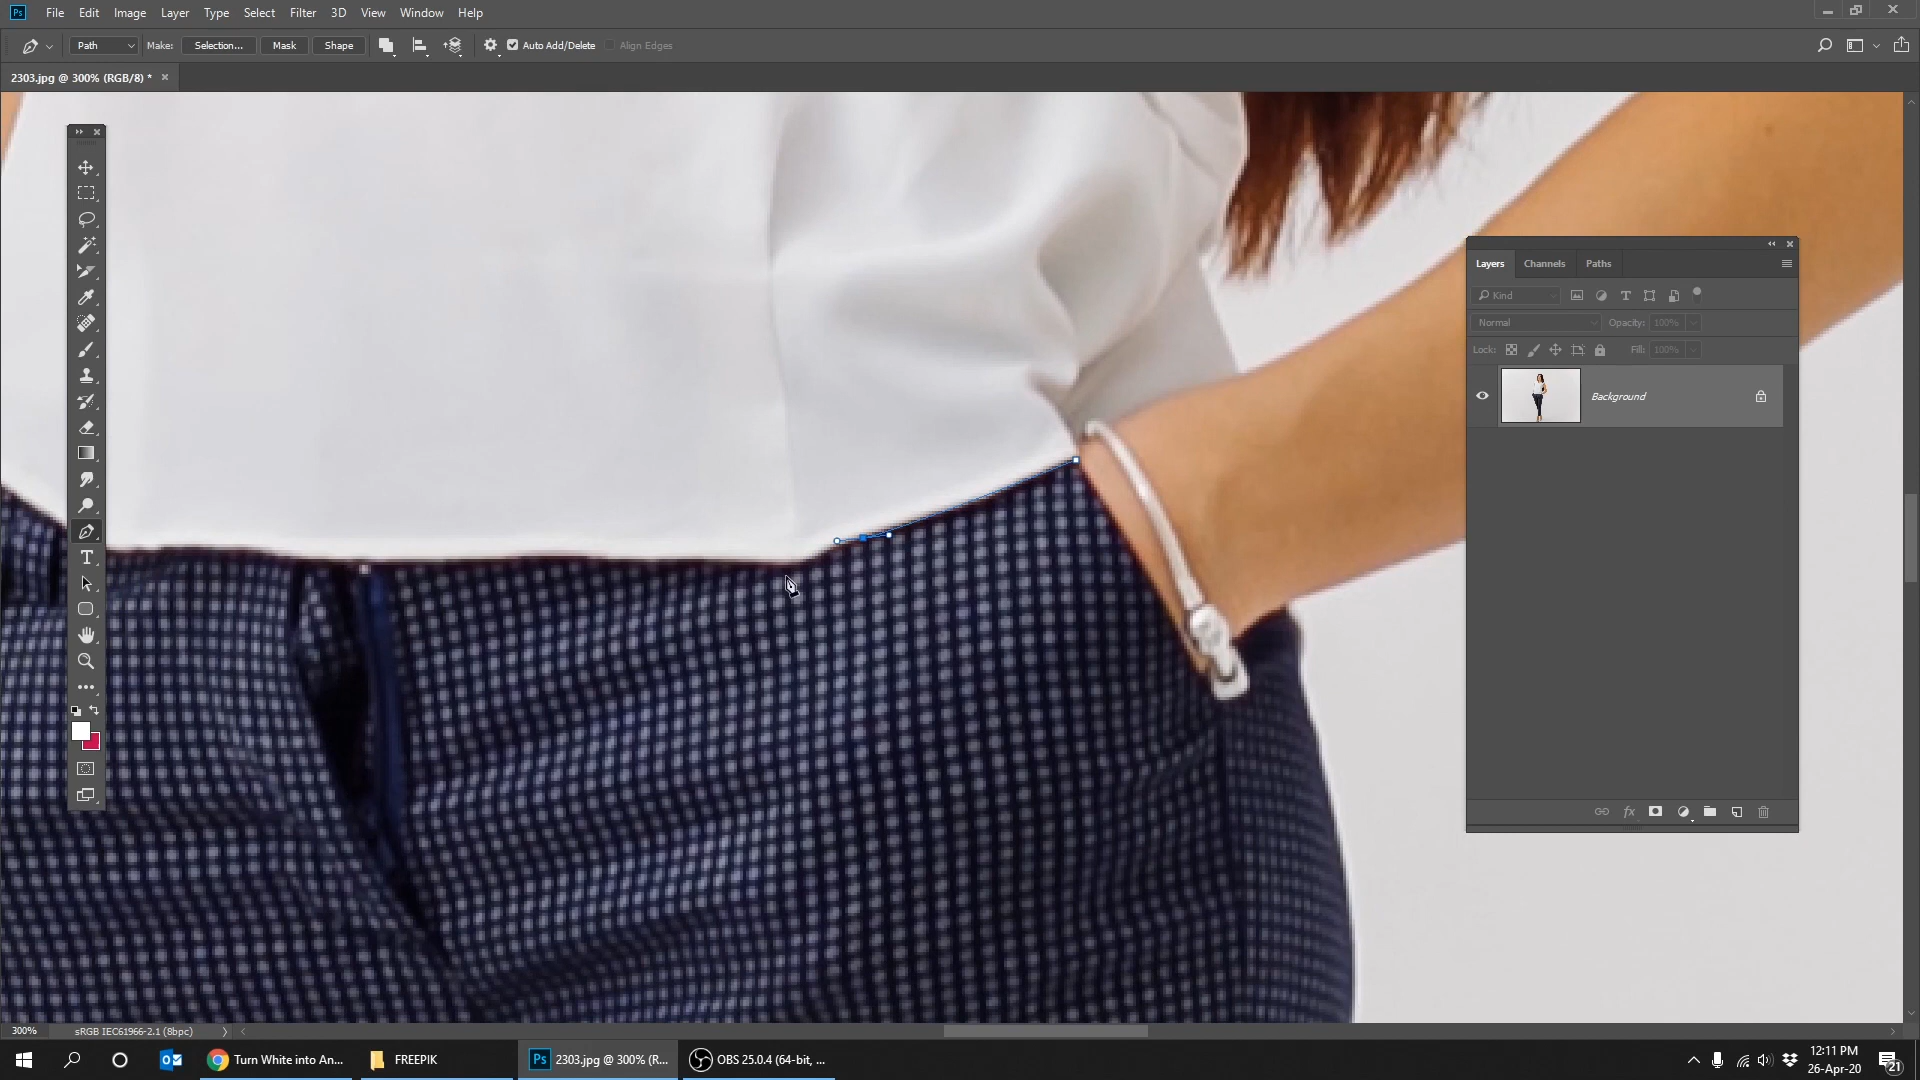 Ps File Edit Image Layer Type Select Filter 3D View Window Help
Path Make: Selection... Mask Shape Auto Add/Delete Align Edges
2303.jpg @ 300% (RGB/8) *
Layers Channels Paths
Kind
Normal Opacity: 100%
Lock: Fill: 100%
Background
fx
300% sRGB IEC61966-2.1 (8bpc)
Turn White into An... FREEPIK Ps 2303.jpg @ 300% (R... OBS 25.0.4 (64-bit, ...
12:11 PM
26-Apr-20
21